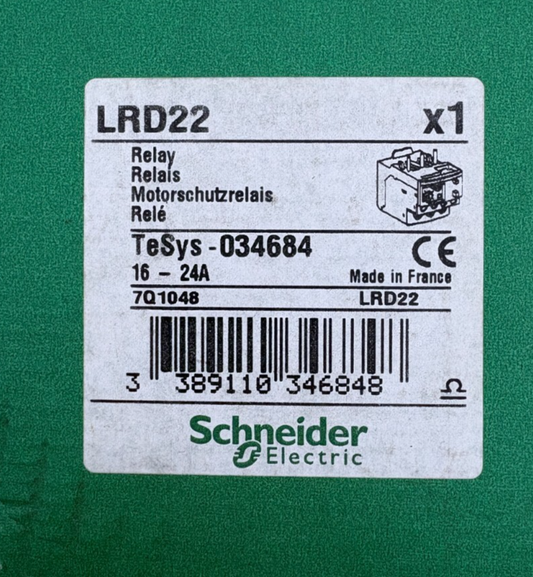 LRD22 x1
Relay
Relais
Motorschutzrelais
Relé
TeSys - 034684 CE
16 - 24A Made in France
7Q1048 LRD22
3 389110 346848
Schneider
Electric